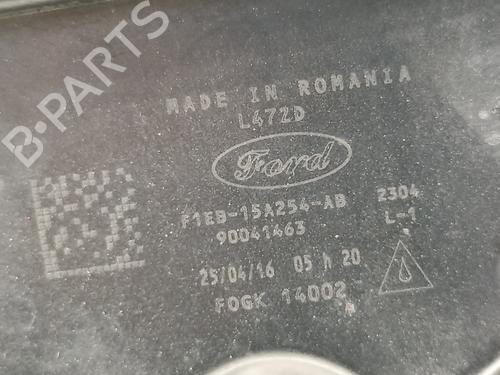 B-PARTS
MADE IN ROMANIA
L472D
Ford
F1EB-15A254-AB 2304
90041463 L-1
25/04/16 05 h 20
FOGK 14002